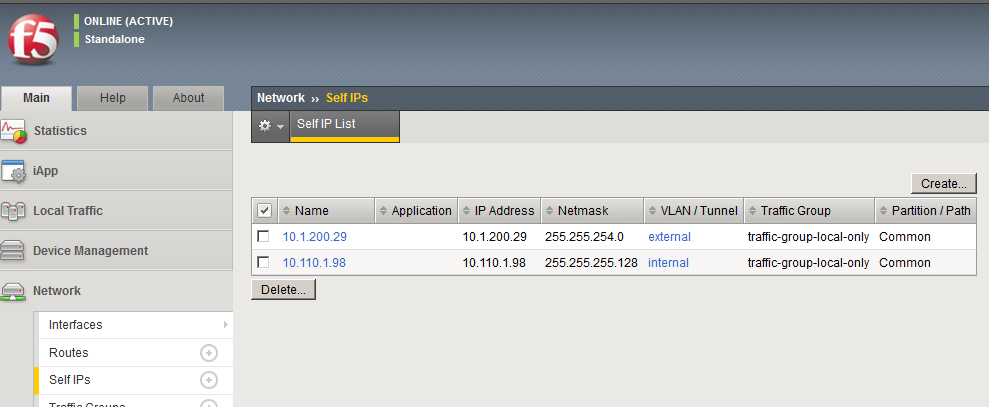 f5
ONLINE (ACTIVE)
Standalone
Main Help About
Network ›› Self IPs
Self IP List
Statistics
iApp
Local Traffic
Device Management
Network
Interfaces
Routes
Self IPs
Traffic Groups
Create...
Name Application IP Address Netmask VLAN / Tunnel Traffic Group Partition / Path
10.1.200.29 10.1.200.29 255.255.254.0 external traffic-group-local-only Common
10.110.1.98 10.110.1.98 255.255.255.128 internal traffic-group-local-only Common
Delete...